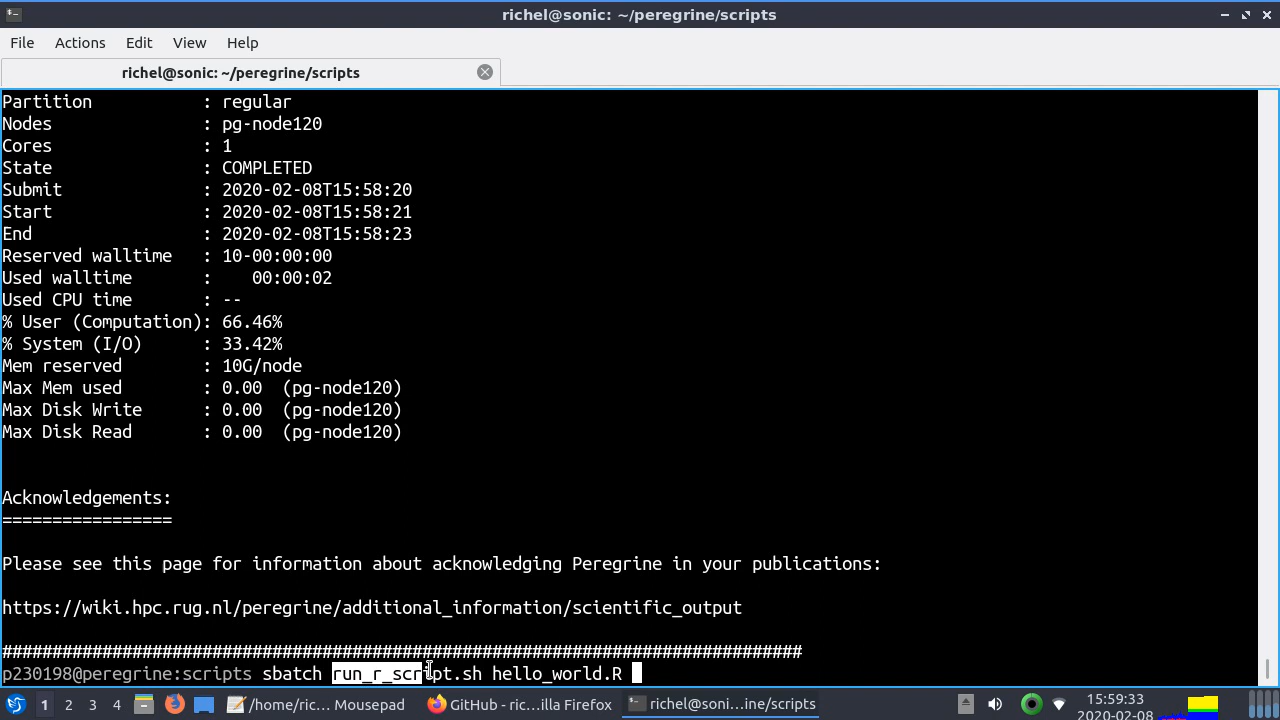 richel@sonic: ~/peregrine/scripts
File Actions Edit View Help
richel@sonic: ~/peregrine/scripts
Partition : regular
Nodes : pg-node120
Cores : 1
State : COMPLETED
Submit : 2020-02-08T15:58:20
Start : 2020-02-08T15:58:21
End : 2020-02-08T15:58:23
Reserved walltime : 10-00:00:00
Used walltime : 00:00:02
Used CPU time : --
% User (Computation): 66.46%
% System (I/O) : 33.42%
Mem reserved : 10G/node
Max Mem used : 0.00 (pg-node120)
Max Disk Write : 0.00 (pg-node120)
Max Disk Read : 0.00 (pg-node120)
Acknowledgements:
=================
Please see this page for information about acknowledging Peregrine in your publications:
https://wiki.hpc.rug.nl/peregrine/additional_information/scientific_output
################################################################################
p230198@peregrine:scripts sbatch run_r_script.sh hello_world.R
1 2 3 4 /home/ric... Mousepad GitHub - ric...illa Firefox richel@soni...ine/scripts 15:59:33
2020-02-08